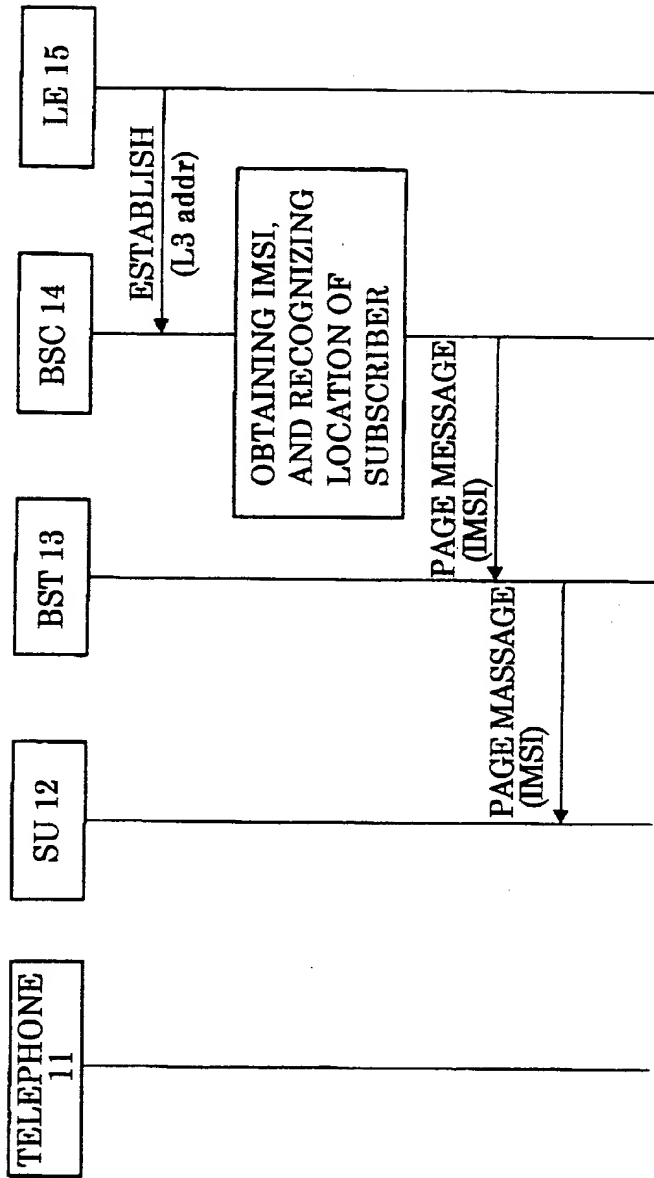 TELEPHONE
11
SU 12
BST 13
BSC 14
LE 15
ESTABLISH
(L3 addr)
OBTAINING IMSI,
AND RECOGNIZING
LOCATION OF
SUBSCRIBER
PAGE MESSAGE
(IMSI)
PAGE MASSAGE
(IMSI)